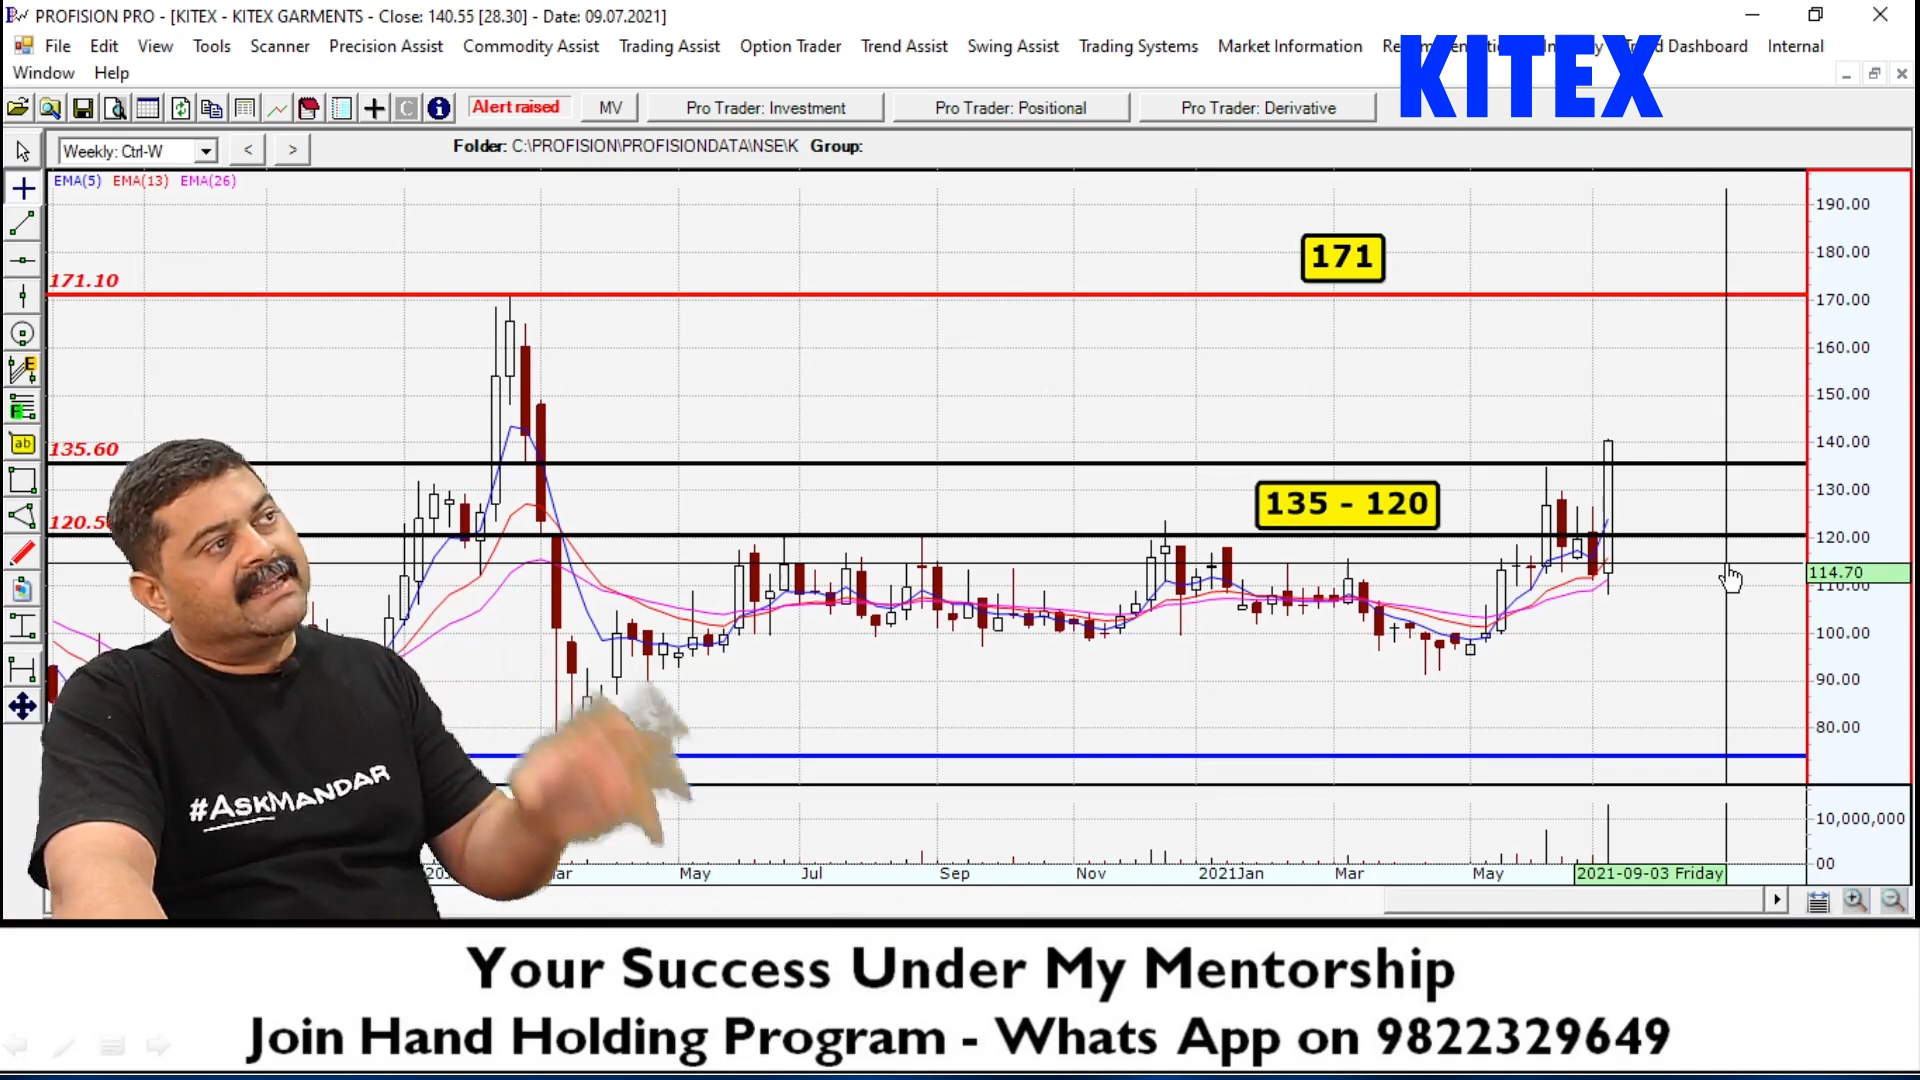 PROFISION PRO - [KITEX - KITEX GARMENTS - Close: 140.55 [28.30] - Date: 09.07.2021]
File Edit View Tools Scanner Precision Assist Commodity Assist Trading Assist Option Trader Trend Assist Swing Assist Trading Systems Market Information Dashboard Internal
KITEX
Window Help
Alert raised MV Pro Trader: Investment Pro Trader: Positional Pro Trader: Derivative
Weekly: Ctrl-W < > Folder: C:\PROFISION\PROFISIONDATA\NSE\K Group:
EMA(5) EMA(13) EMA(26)
190.00
180.00
171
171.10
170.00
160.00
150.00
140.00
135.60
130.00
135 - 120
120.00
114.70
110.00
100.00
90.00
80.00
#ASKMANDAR
10,000,000
00
May Jul Sep Nov 2021Jan Mar May 2021-09-03 Friday
Your Success Under My Mentorship
Join Hand Holding Program - Whats App on 9822329649